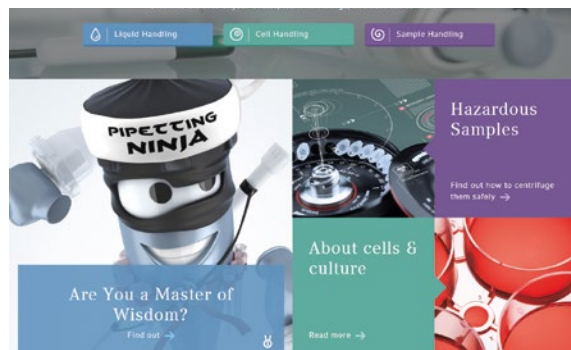 Liquid Handling
Cell Handling
Sample Handling
PIPETTING
NINJA
Hazardous
Samples
Find out how to centrifuge
them safely →
About cells &
culture
Read more →
Are You a Master of
Wisdom?
Find out →